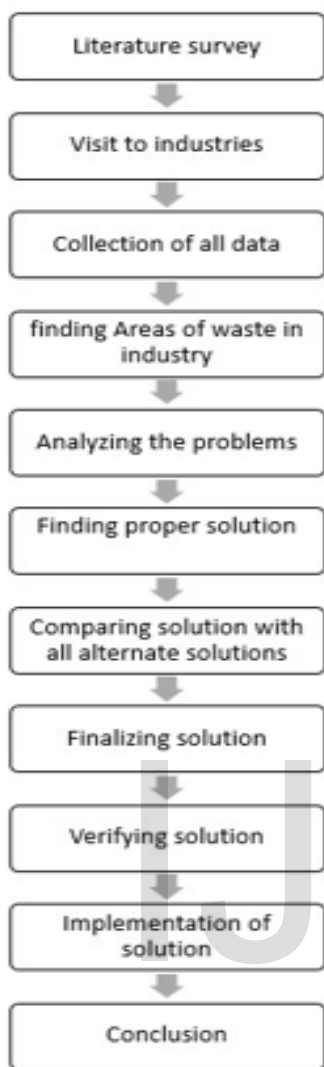 Literature survey
Visit to industries
Collection of all data
finding Areas of waste in
industry
Analyzing the problems
Finding proper solution
Comparing solution with
all alternate solutions
Finalizing solution
Verifying solution
Implementation of
solution
Conclusion
IJ